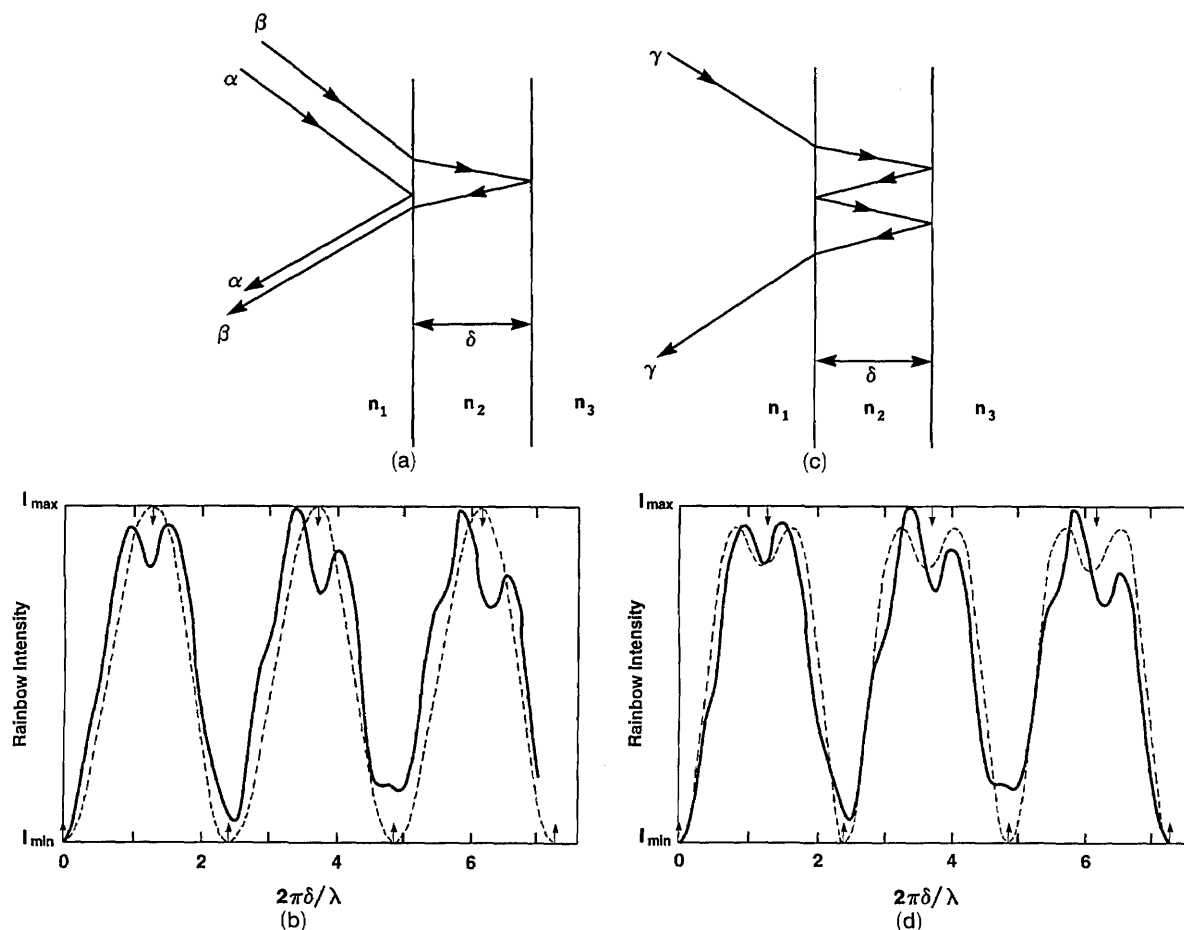 β
α
α
β
δ
n1 n2 n3
(a)
γ
γ
δ
n1 n2 n3
(c)
Imax
Rainbow Intensity
Imin
0 2 4 6
2πδ/λ
(b)
Imax
Rainbow Intensity
Imin
0 2 4 6
2πδ/λ
(d)